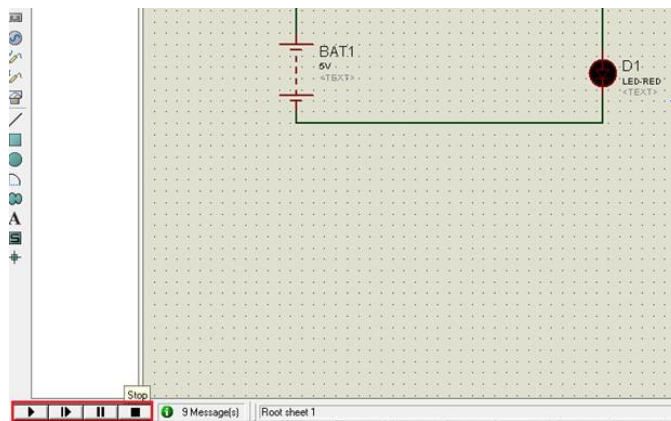 BAT1
5V
<TEXT>
D1
LED-RED
<TEXT>
A
S
Stop
9 Message(s)
Root sheet 1